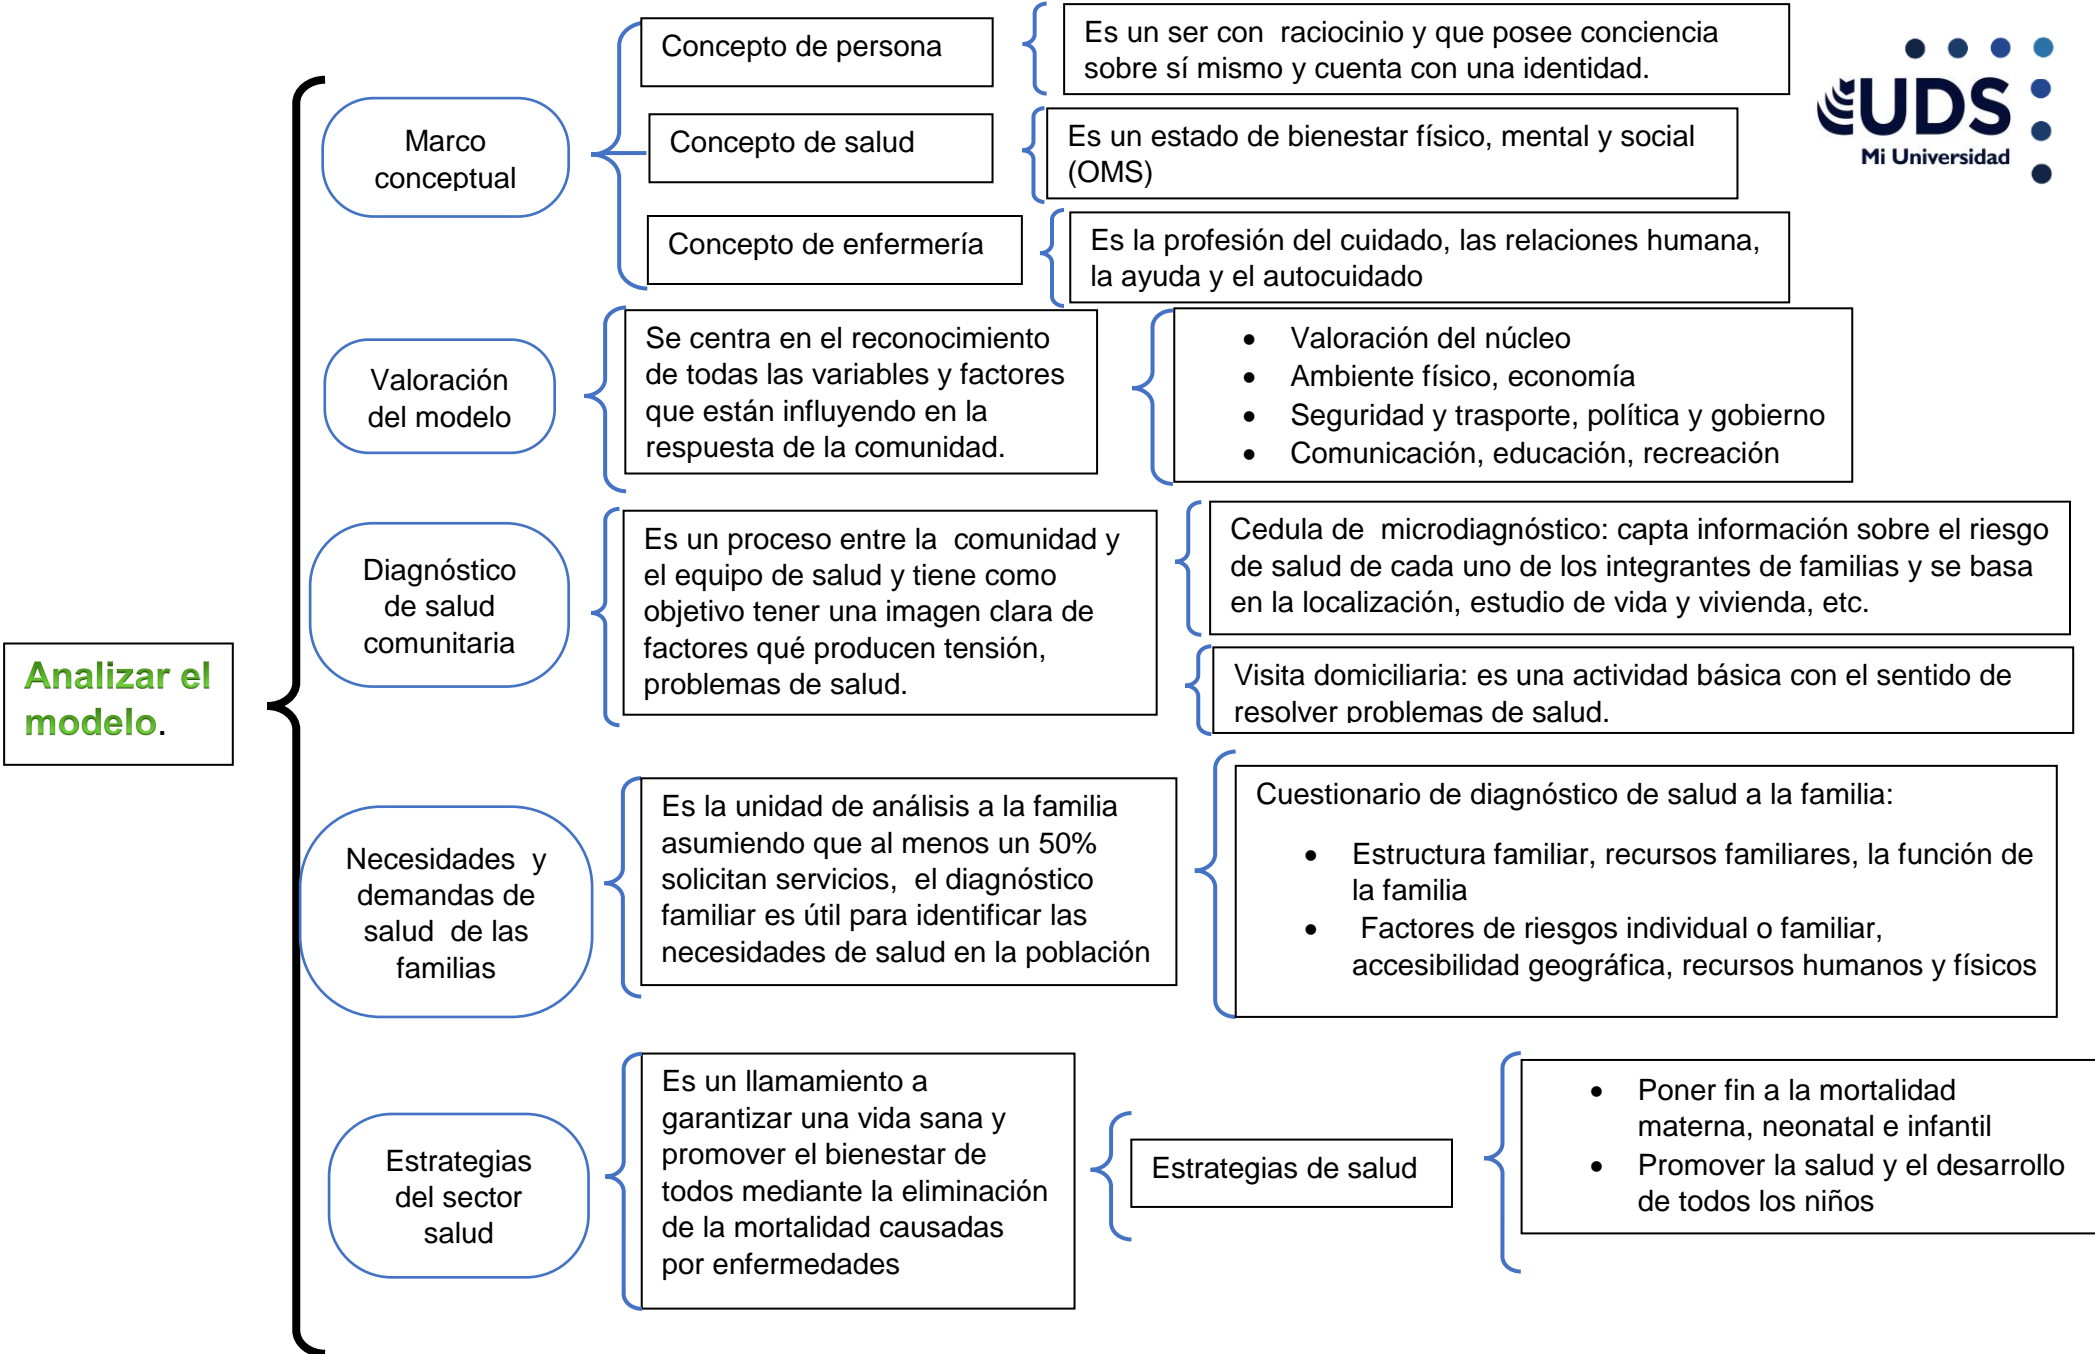 Analizar el
modelo.
Marco
conceptual
Concepto de persona
Es un ser con  raciocinio y que posee conciencia
sobre sí mismo y cuenta con una identidad.
Concepto de salud
Es un estado de bienestar físico, mental y social
(OMS)
Concepto de enfermería
Es la profesión del cuidado, las relaciones humana,
la ayuda y el autocuidado
UDS
Mi Universidad
Valoración
del modelo
Se centra en el reconocimiento
de todas las variables y factores
que están influyendo en la
respuesta de la comunidad.
• Valoración del núcleo
• Ambiente físico, economía
• Seguridad y trasporte, política y gobierno
• Comunicación, educación, recreación
Diagnóstico
de salud
comunitaria
Es un proceso entre la  comunidad y
el equipo de salud y tiene como
objetivo tener una imagen clara de
factores qué producen tensión,
problemas de salud.
Cedula de  microdiagnóstico: capta información sobre el riesgo
de salud de cada uno de los integrantes de familias y se basa
en la localización, estudio de vida y vivienda, etc.
Visita domiciliaria: es una actividad básica con el sentido de
resolver problemas de salud.
Necesidades  y
demandas de
salud  de las
familias
Es la unidad de análisis a la familia
asumiendo que al menos un 50%
solicitan servicios,  el diagnóstico
familiar es útil para identificar las
necesidades de salud en la población
Cuestionario de diagnóstico de salud a la familia:
• Estructura familiar, recursos familiares, la función de
la familia
• Factores de riesgos individual o familiar,
accesibilidad geográfica, recursos humanos y físicos
Estrategias
del sector
salud
Es un llamamiento a
garantizar una vida sana y
promover el bienestar de
todos mediante la eliminación
de la mortalidad causadas
por enfermedades
Estrategias de salud
• Poner fin a la mortalidad
materna, neonatal e infantil
• Promover la salud y el desarrollo
de todos los niños